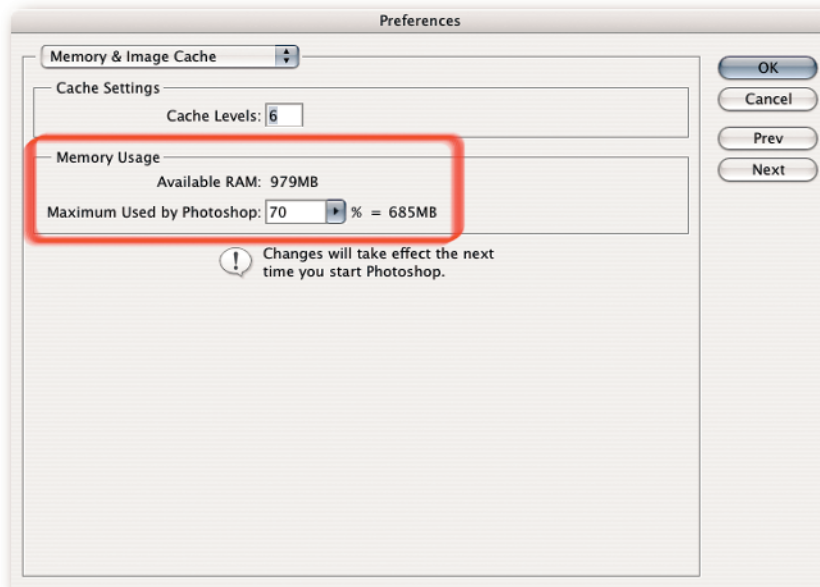 Preferences
Memory & Image Cache
OK
Cache Settings
Cancel
Cache Levels: 6
Prev
Memory Usage
Next
Available RAM: 979MB
Maximum Used by Photoshop: 70 % = 685MB
! Changes will take effect the next
time you start Photoshop.